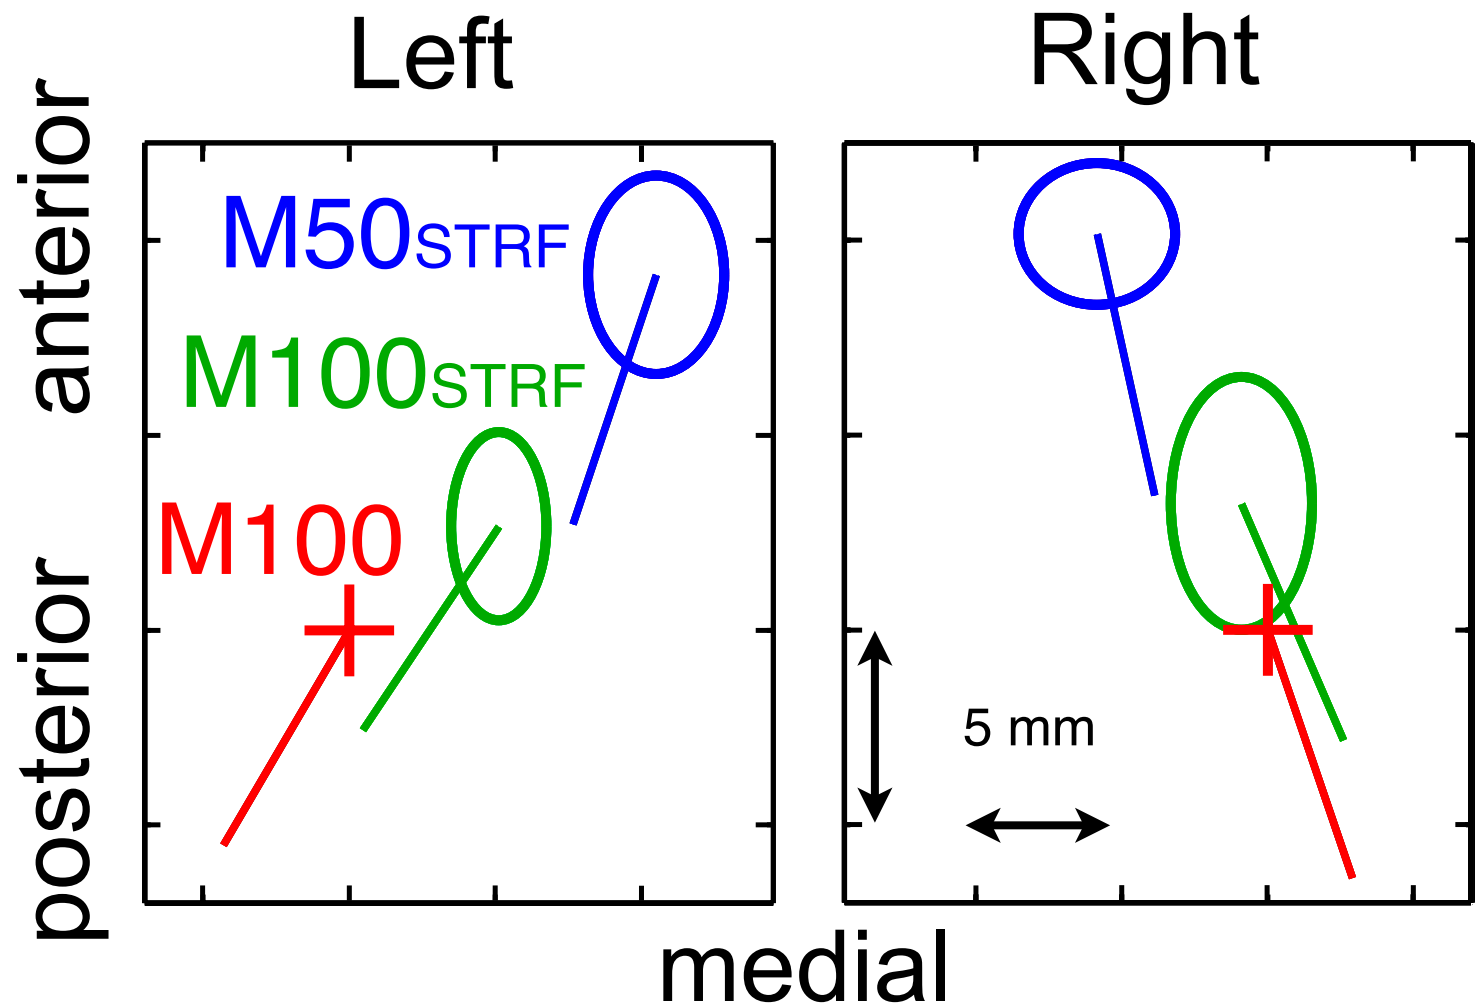 Left
Right
anterior
posterior
M50STRF
M100STRF
M100
5 mm
medial